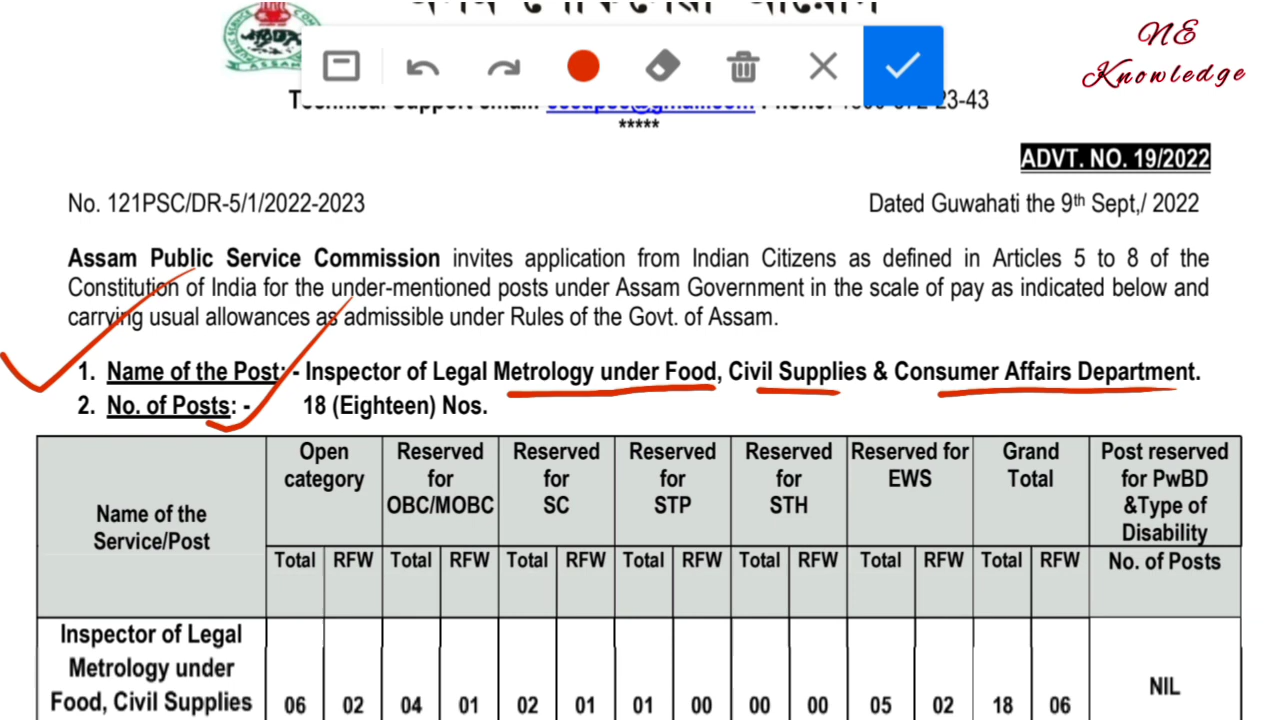 NE
Knowledge
ASSAM
Technical Support email: Phone: 23-43
*****
ADVT. NO. 19/2022
No. 121PSC/DR-5/1/2022-2023 Dated Guwahati the 9th Sept,/ 2022
Assam Public Service Commission invites application from Indian Citizens as defined in Articles 5 to 8 of the
Constitution of India for the under-mentioned posts under Assam Government in the scale of pay as indicated below and
carrying usual allowances as admissible under Rules of the Govt. of Assam.
1. Name of the Post: - Inspector of Legal Metrology under Food, Civil Supplies & Consumer Affairs Department.
2. No. of Posts: - 18 (Eighteen) Nos.
Name of the
Service/Post
Open
category
Reserved
for
OBC/MOBC
Reserved
for
SC
Reserved
for
STP
Reserved
for
STH
Reserved for
EWS
Grand
Total
Post reserved
for PwBD
&Type of
Disability
Total RFW Total RFW Total RFW Total RFW Total RFW Total RFW Total RFW No. of Posts
Inspector of Legal
Metrology under
Food, Civil Supplies
06 02 04 01 02 01 01 00 00 00 05 02 18 06 NIL